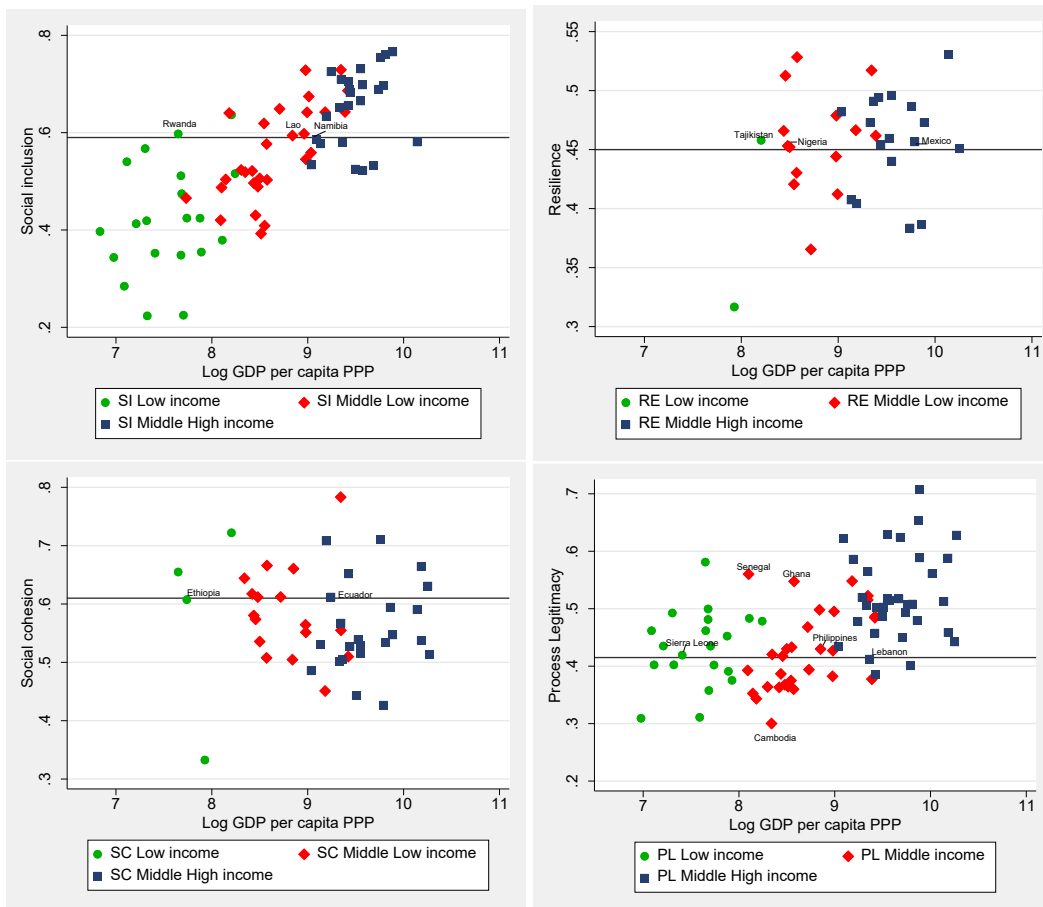 Social inclusion
.8
.6
.4
.2
Rwanda
Lao
Namibia
7 8 9 10 11
Log GDP per capita PPP
SI Low income
SI Middle Low income
SI Middle High income
Resilience
.55
.5
.45
.4
.35
.3
Tajikistan
Nigeria
Mexico
7 8 9 10 11
Log GDP per capita PPP
RE Low income
RE Middle Low income
RE Middle High income
Social cohesion
.8
.7
.6
.5
.4
.3
Ethiopia
Ecuador
7 8 9 10 11
Log GDP per capita PPP
SC Low income
SC Middle Low income
SC Middle High income
Process Legitimacy
.7
.6
.5
.4
.3
.2
Senegal
Ghana
Sierra Leone
Philippines
Lebanon
Cambodia
7 8 9 10 11
Log GDP per capita PPP
PL Low income
PL Middle income
PL Middle High income